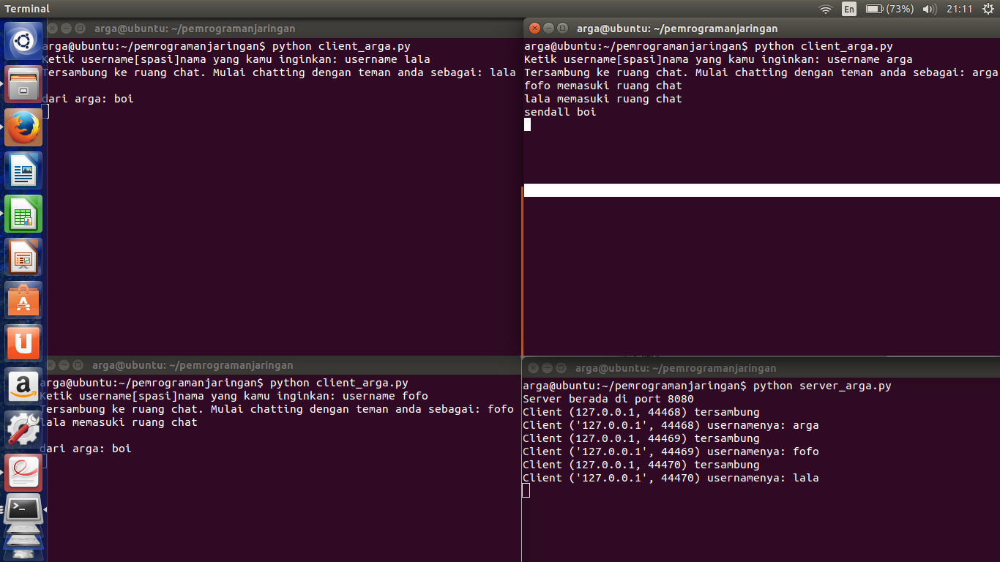 Terminal
En
(73%)
21:11
arga@ubuntu: ~/pemrogramanjaringan
arga@ubuntu:~/pemrogramanjaringan$ python client_arga.py
Ketik username[spasi]nama yang kamu inginkan: username lala
Tersambung ke ruang chat. Mulai chatting dengan teman anda sebagai: lala
dari arga: boi
arga@ubuntu: ~/pemrogramanjaringan
arga@ubuntu:~/pemrogramanjaringan$ python client_arga.py
Ketik username[spasi]nama yang kamu inginkan: username arga
Tersambung ke ruang chat. Mulai chatting dengan teman anda sebagai: arga
fofo memasuki ruang chat
lala memasuki ruang chat
sendall boi
arga@ubuntu: ~/pemrogramanjaringan
arga@ubuntu:~/pemrogramanjaringan$ python client_arga.py
Ketik username[spasi]nama yang kamu inginkan: username fofo
Tersambung ke ruang chat. Mulai chatting dengan teman anda sebagai: fofo
lala memasuki ruang chat
dari arga: boi
arga@ubuntu: ~/pemrogramanjaringan
arga@ubuntu:~/pemrogramanjaringan$ python server_arga.py
Server berada di port 8080
Client (127.0.0.1, 44468) tersambung
Client ('127.0.0.1', 44468) usernamenya: arga
Client (127.0.0.1, 44469) tersambung
Client ('127.0.0.1', 44469) usernamenya: fofo
Client (127.0.0.1, 44470) tersambung
Client ('127.0.0.1', 44470) usernamenya: lala